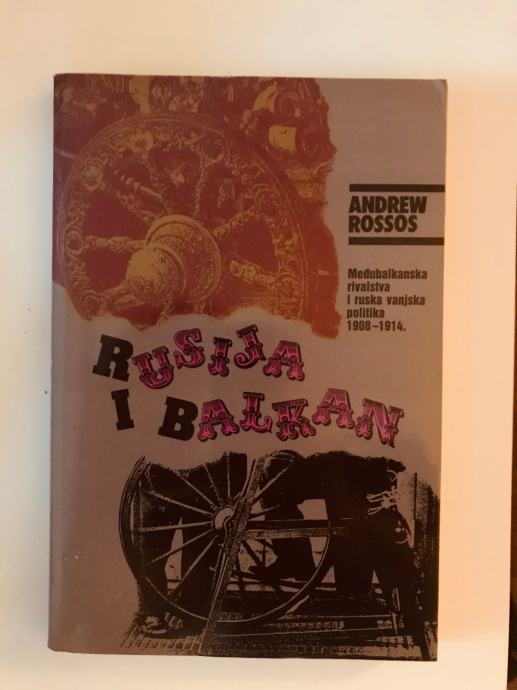 ANDREW
ROSSOS
Međubalkanska
rivalstva
i ruska vanjska
politika
1908–1914.
RUSIJA
I BALKAN